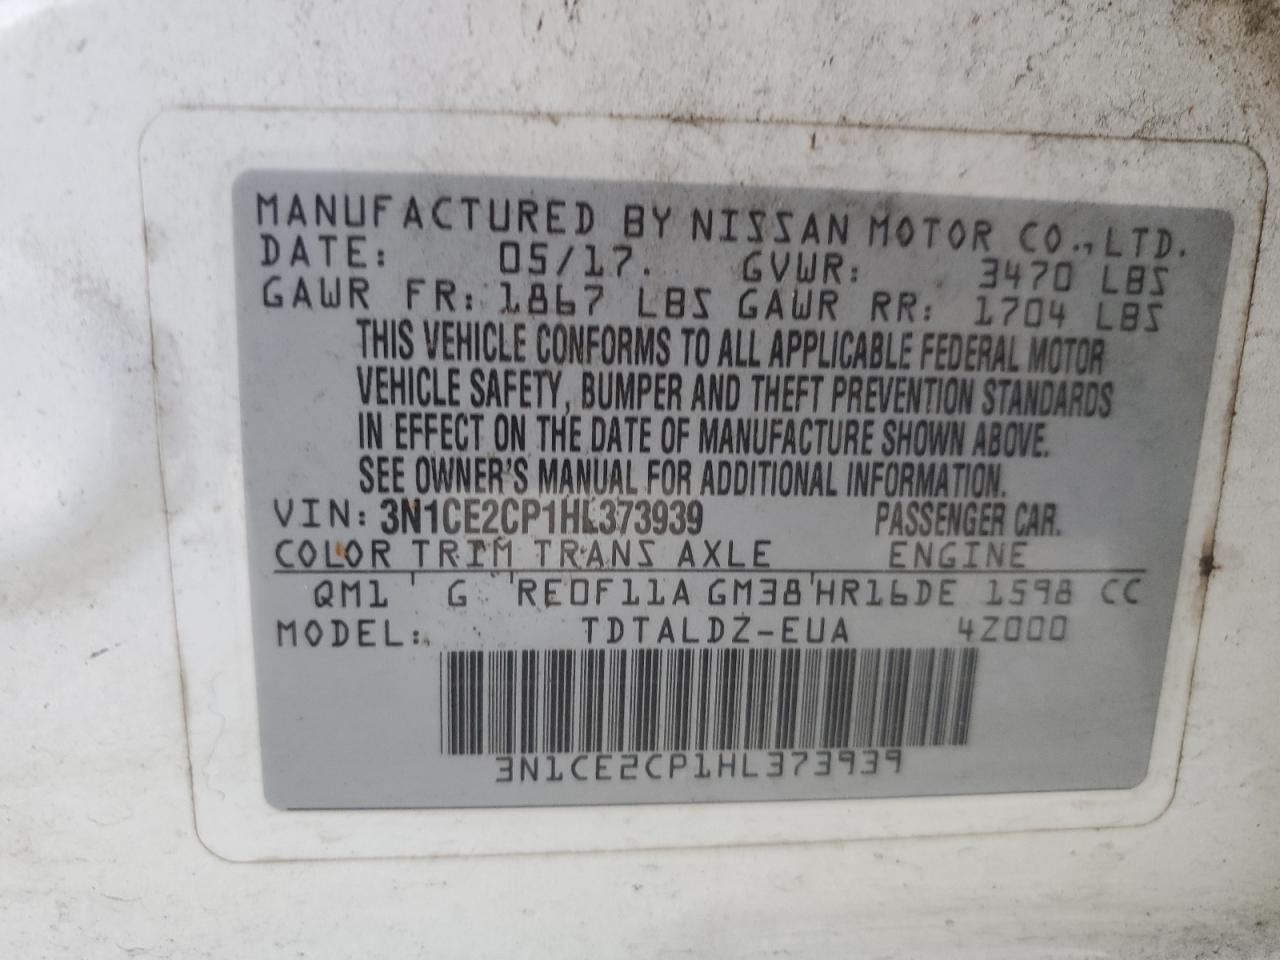 MANUFACTURED BY NISSAN MOTOR CO., LTD.
DATE: 05/17. GVWR: 3470 LBS
GAWR FR: 1867 LBS GAWR RR: 1704 LBS
THIS VEHICLE CONFORMS TO ALL APPLICABLE FEDERAL MOTOR
VEHICLE SAFETY, BUMPER AND THEFT PREVENTION STANDARDS
IN EFFECT ON THE DATE OF MANUFACTURE SHOWN ABOVE.
SEE OWNER'S MANUAL FOR ADDITIONAL INFORMATION.
VIN: 3N1CE2CP1HL373939 PASSENGER CAR.
COLOR TRIM TRANS AXLE ENGINE
QM1 ' G ' RE0F11A GM38 ' HR16DE 1598 CC
MODEL: TDTALDZ-EUA 4Z000
3N1CE2CP1HL373939